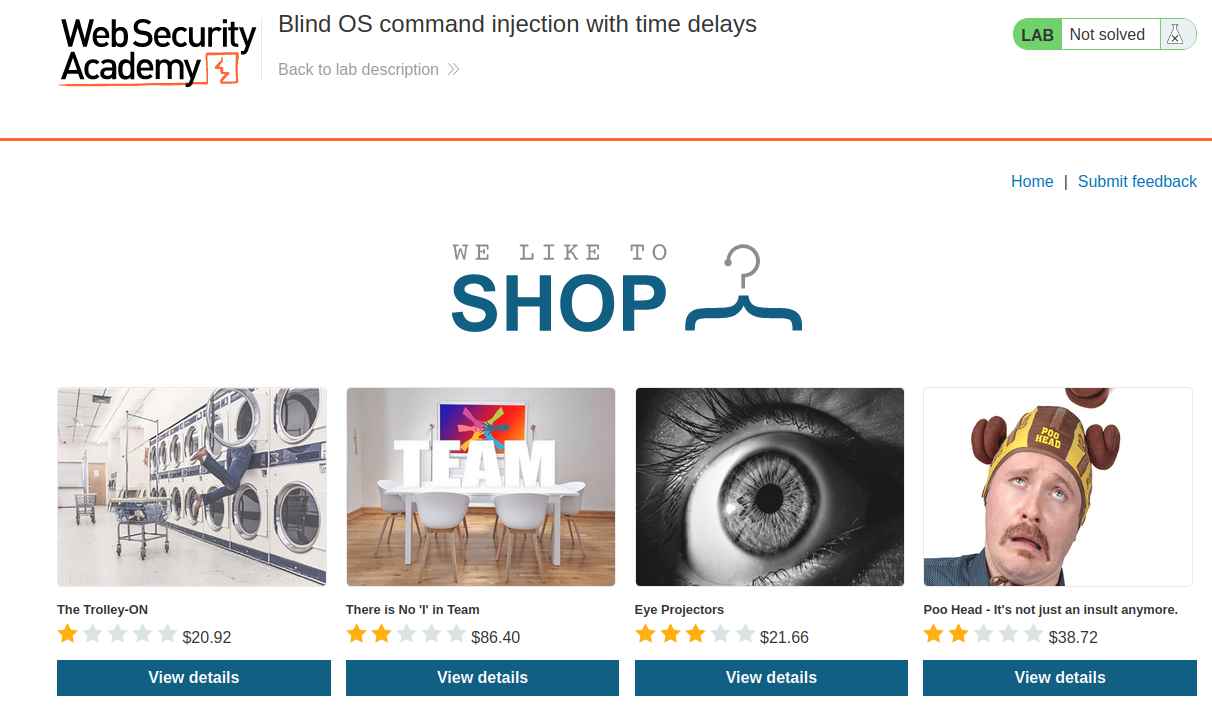 Web Security
Academy
Blind OS command injection with time delays
Back to lab description
LAB Not solved
Home | Submit feedback
WE LIKE TO
SHOP
TEAM
POO
HEAD
The Trolley-ON
$20.92
View details
There is No 'I' in Team
$86.40
View details
Eye Projectors
$21.66
View details
Poo Head - It's not just an insult anymore.
$38.72
View details